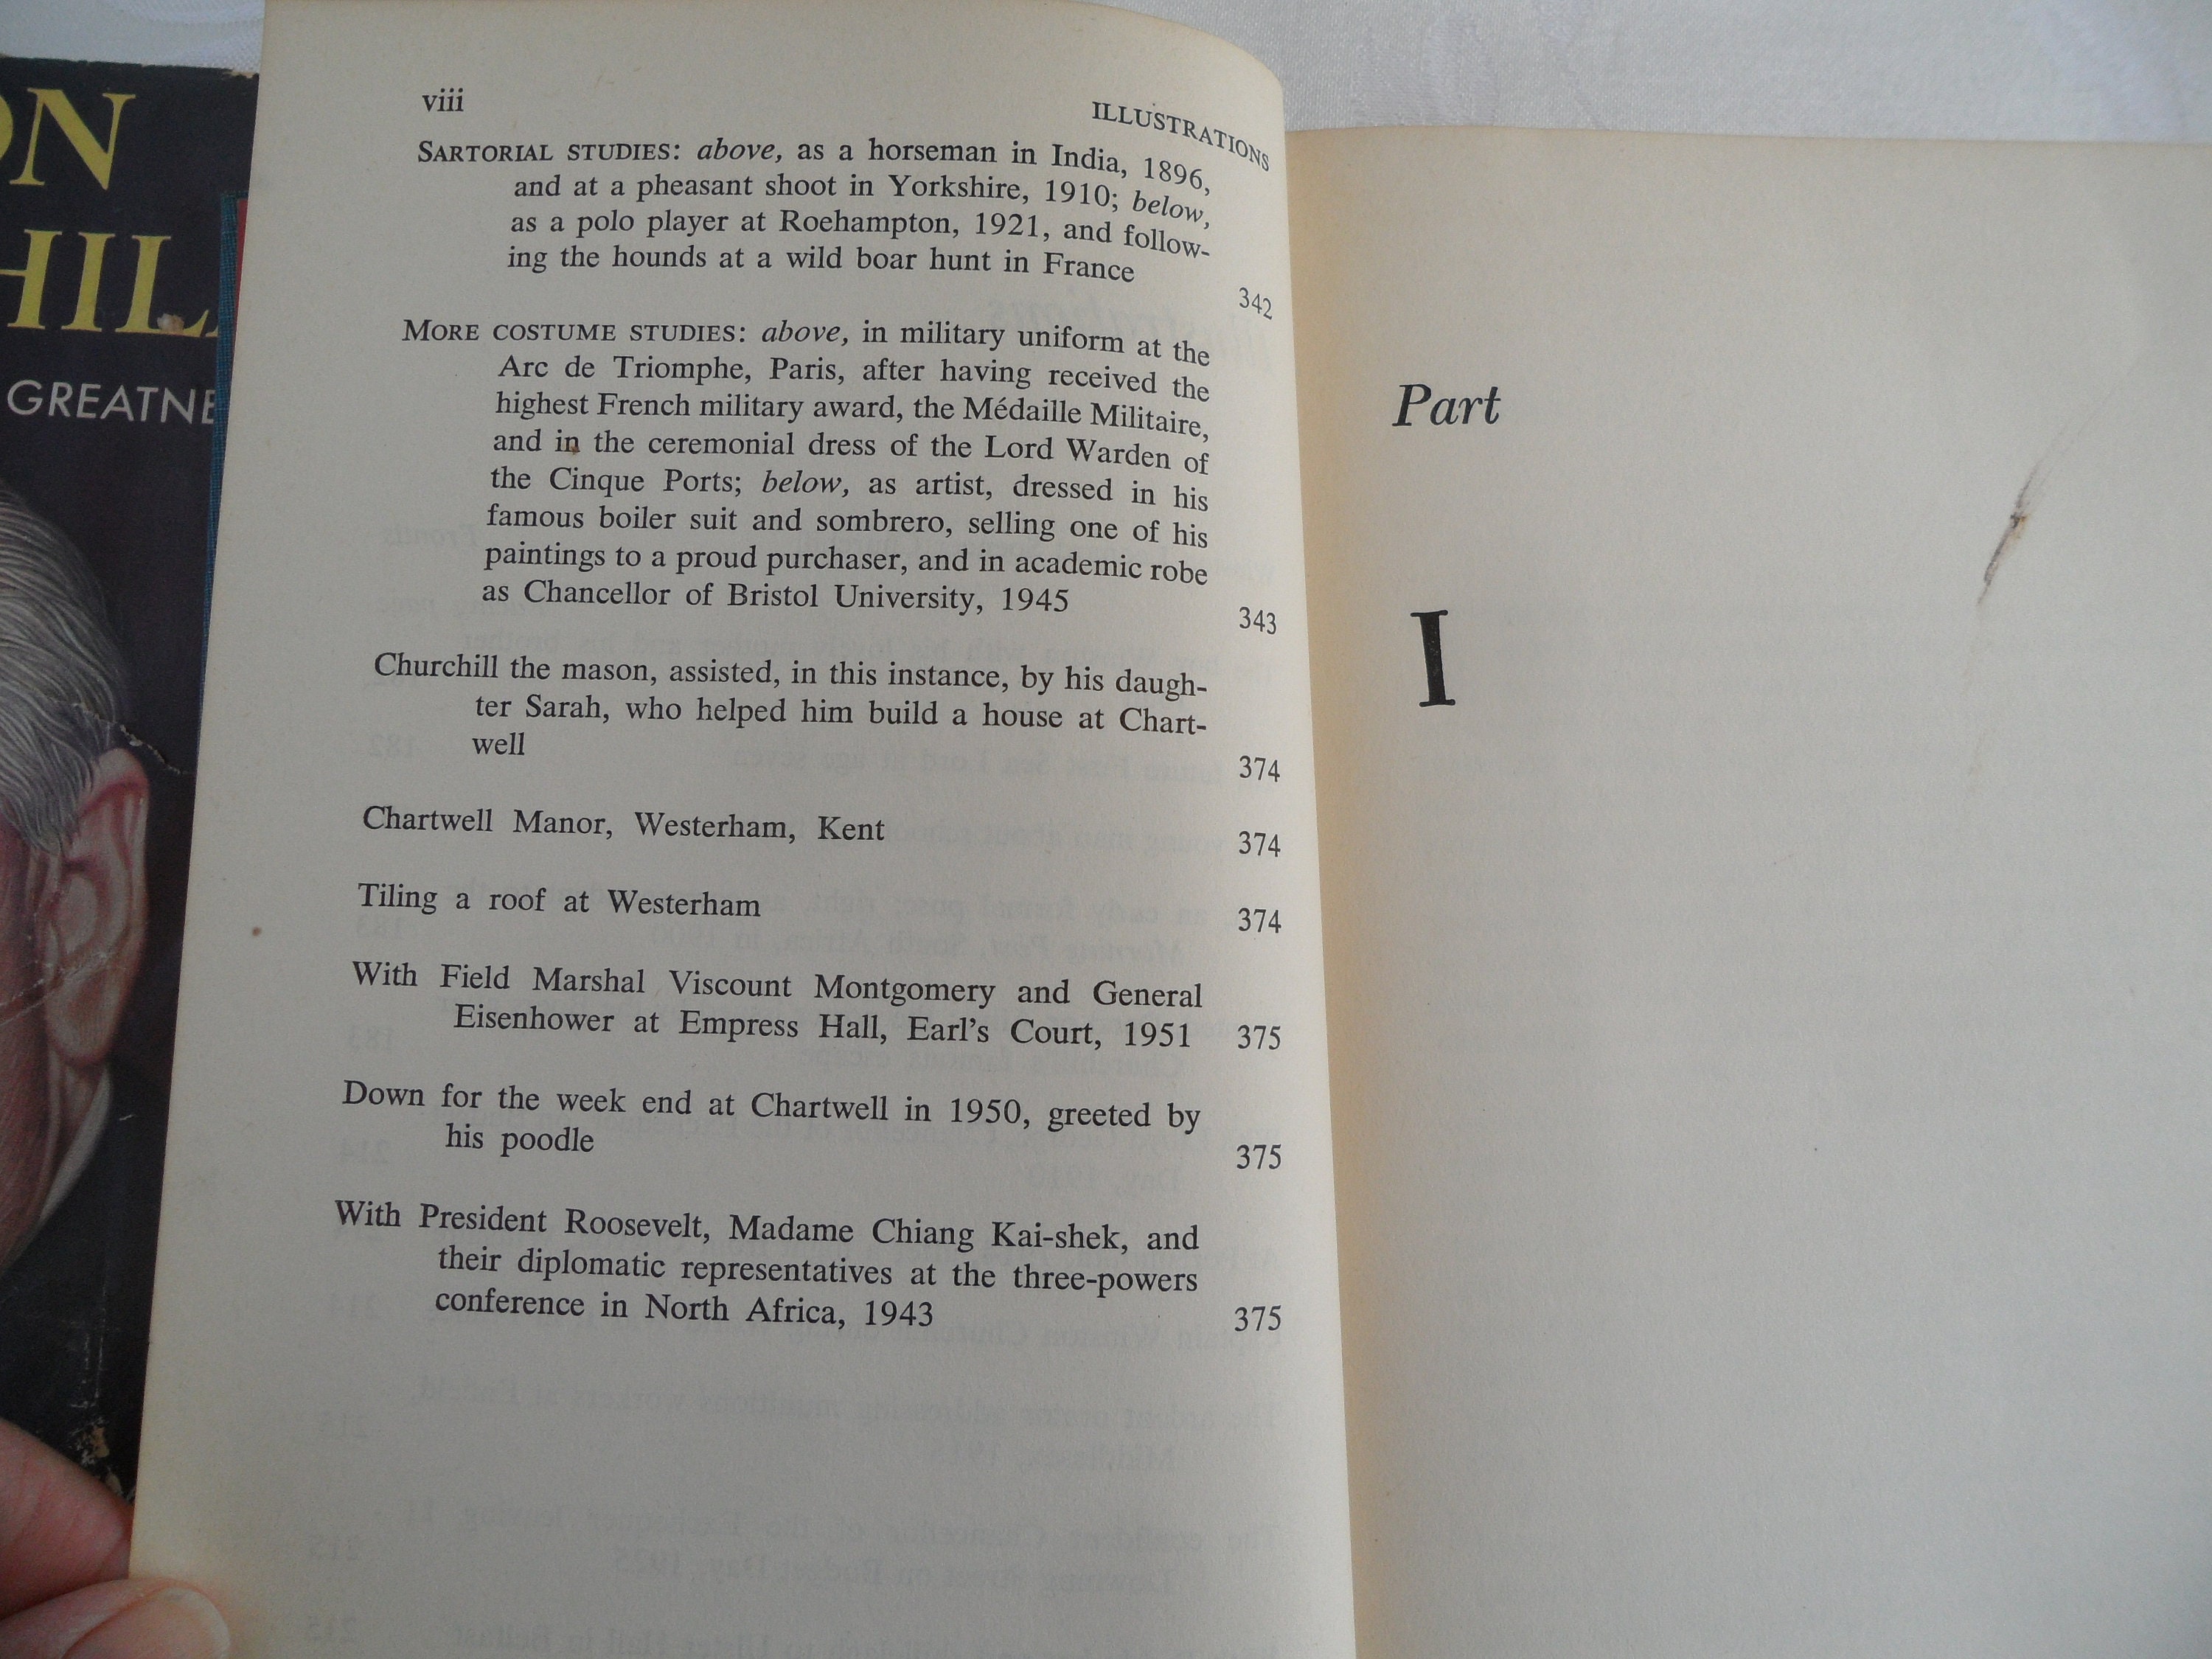 ON
HIL
GREATNE
viii
ILLUSTRATIONS
SARTORIAL STUDIES: above, as a horseman in India, 1896,
and at a pheasant shoot in Yorkshire, 1910; below,
as a polo player at Roehampton, 1921, and follow-
ing the hounds at a wild boar hunt in France
342
MORE COSTUME STUDIES: above, in military uniform at the
Arc de Triomphe, Paris, after having received the
highest French military award, the Médaille Militaire,
and in the ceremonial dress of the Lord Warden of
the Cinque Ports; below, as artist, dressed in his
famous boiler suit and sombrero, selling one of his
paintings to a proud purchaser, and in academic robe
as Chancellor of Bristol University, 1945
343
Churchill the mason, assisted, in this instance, by his daugh-
ter Sarah, who helped him build a house at Chart-
well
374
Chartwell Manor, Westerham, Kent 374
Tiling a roof at Westerham 374
With Field Marshal Viscount Montgomery and General
Eisenhower at Empress Hall, Earl's Court, 1951 375
Down for the week end at Chartwell in 1950, greeted by
his poodle 375
With President Roosevelt, Madame Chiang Kai-shek, and
their diplomatic representatives at the three-powers
conference in North Africa, 1943 375
Part
I